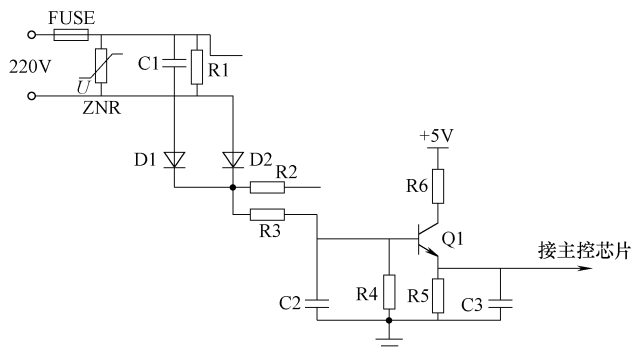 FUSE
220V
U
ZNR
C1
R1
D1
D2
R2
R3
+5V
R6
Q1
接主控芯片
C2
R4
R5
C3